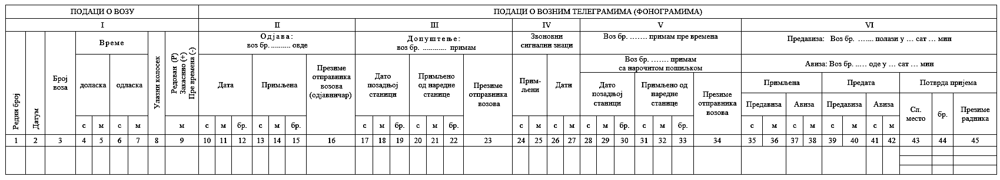 ПОДАЦИ О ВОЗУ
ПОДАЦИ О ВОЗНИМ ТЕЛЕГРАМИМА (ФОНОГРАМИМА)
I II III IV V VI
Редни број
Датум
Број
воза
Време
доласка
одласка
с м с м
Улазни колосек
Редован (Р)
Закаснио (+)
Пре времена (-)
м
Одјава:
воз бр. ........... овде
Дата
Примљена
Презиме
отправника
возова
(одјавничар)
с м бр. с м бр.
Допуштење:
воз бр. ............. примам
Дато
позадњој
станици
Примљено
од наредне
станице
Презиме
отправника
возова
с м бр. с м бр.
Звоновни
сигнални знаци
Прим-
љени
Дати
с м с м
Воз бр. ……. примам пре времена
Воз бр. ……. примам
са нарочитом пошиљком
Дато
позадњој
станици
Примљено од
наредне
станице
Презиме
отправника
возова
с м бр. с м бр.
Предавиза: Воз бр. ….... полази у … сат … мин
Авиза: Воз бр. ..… оде у … сат … мин
Примљена
Предата
Потврда пријема
Предавиза Авиза Предавиза Авиза
с м с м с м с м
Сл.
место
бр.
Презиме
радника
1 2 3 4 5 6 7 8 9 10 11 12 13 14 15 16 17 18 19 20 21 22 23 24 25 26 27 28 29 30 31 32 33 34 35 36 37 38 39 40 41 42 43 44 45